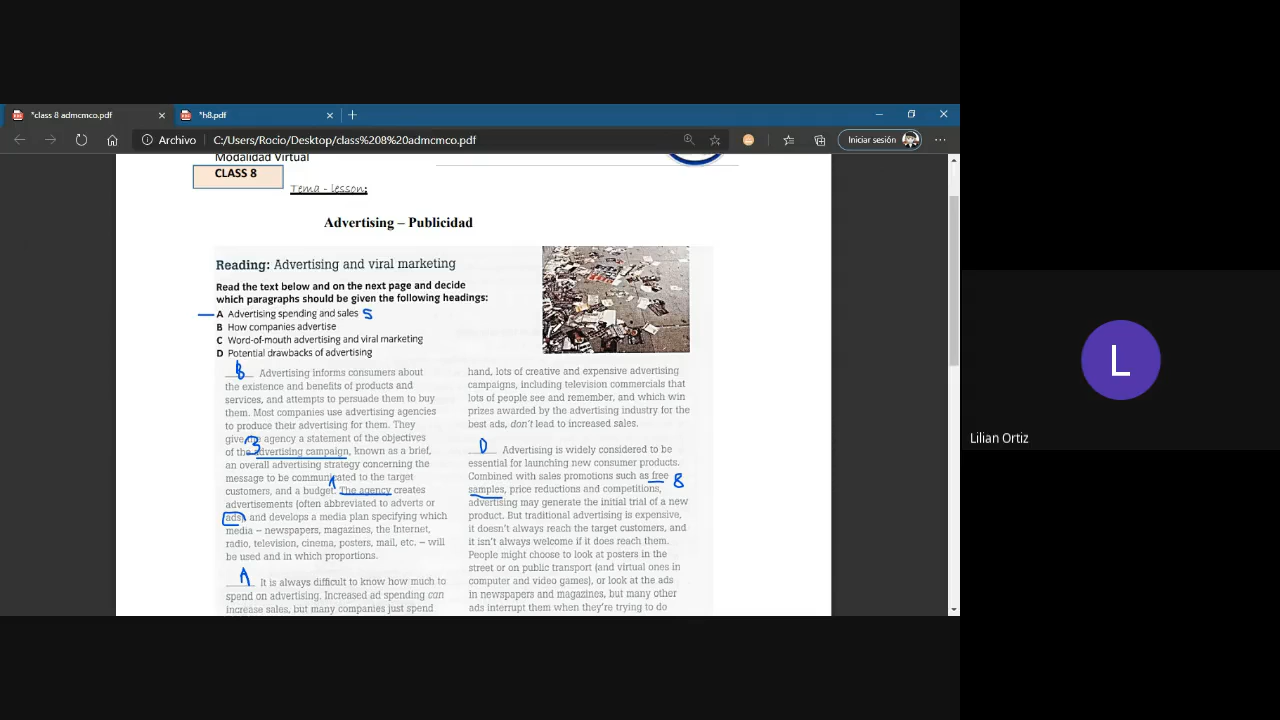 *class 8 admcmco.pdf
*h8.pdf
Archivo C:/Users/Rocio/Desktop/class%208%20admcmco.pdf
Iniciar sesión
Modalidad Virtual
CLASS 8
Tema - lesson:
Advertising – Publicidad
Reading: Advertising and viral marketing
Read the text below and on the next page and decide
which paragraphs should be given the following headings:
A Advertising spending and sales 5
B How companies advertise
C Word-of-mouth advertising and viral marketing
D Potential drawbacks of advertising
B Advertising informs consumers about
the existence and benefits of products and
services, and attempts to persuade them to buy
them. Most companies use advertising agencies
to produce their advertising for them. They
give the agency a statement of the objectives
of the 3 advertising campaign, known as a brief,
an overall advertising strategy concerning the
message to be communicated to the target
customers, and a budget. 1 The agency creates
advertisements (often abbreviated to adverts or
ads) and develops a media plan specifying which
media – newspapers, magazines, the Internet,
radio, television, cinema, posters, mail, etc. – will
be used and in which proportions.
A It is always difficult to know how much to
spend on advertising. Increased ad spending can
increase sales, but many companies just spend
hand, lots of creative and expensive advertising
campaigns, including television commercials that
lots of people see and remember, and which win
prizes awarded by the advertising industry for the
best ads, don't lead to increased sales.
D Advertising is widely considered to be
essential for launching new consumer products.
Combined with sales promotions such as free 8
samples, price reductions and competitions,
advertising may generate the initial trial of a new
product. But traditional advertising is expensive,
it doesn't always reach the target customers, and
it isn't always welcome if it does reach them.
People might choose to look at posters in the
street or on public transport (and virtual ones in
computer and video games), or look at the ads
in newspapers and magazines, but many other
ads interrupt them when they're trying to do
L
Lilian Ortiz